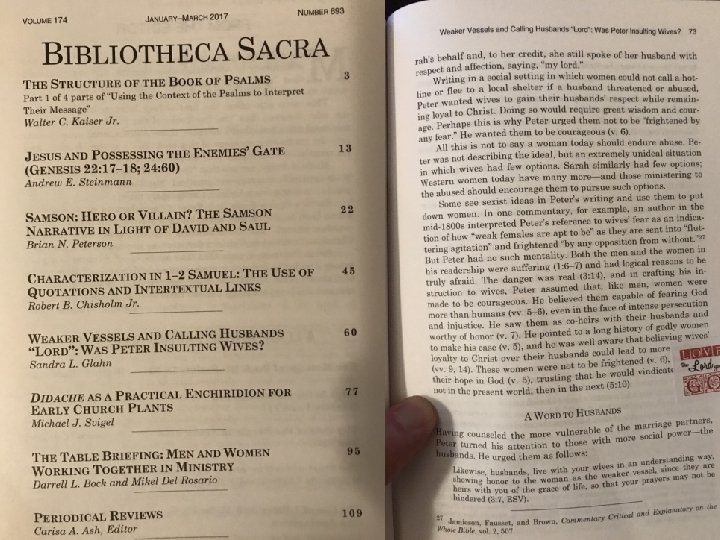 VOLUME 174
JANUARY–MARCH 2017
NUMBER 693
BIBLIOTHECA SACRA
THE STRUCTURE OF THE BOOK OF PSALMS 3
Part 1 of 4 parts of “Using the Context of the Psalms to Interpret
Their Message”
Walter C. Kaiser Jr.
JESUS AND POSSESSING THE ENEMIES’ GATE 13
(GENESIS 22:17–18; 24:60)
Andrew E. Steinmann
SAMSON: HERO OR VILLAIN? THE SAMSON 22
NARRATIVE IN LIGHT OF DAVID AND SAUL
Brian N. Peterson
CHARACTERIZATION IN 1–2 SAMUEL: THE USE OF 45
QUOTATIONS AND INTERTEXTUAL LINKS
Robert B. Chisholm Jr.
WEAKER VESSELS AND CALLING HUSBANDS 60
“LORD”: WAS PETER INSULTING WIVES?
Sandra L. Glahn
DIDACHE AS A PRACTICAL ENCHIRIDION FOR 77
EARLY CHURCH PLANTS
Michael J. Svigel
THE TABLE BRIEFING: MEN AND WOMEN 95
WORKING TOGETHER IN MINISTRY
Darrell L. Bock and Mikel Del Rosario
PERIODICAL REVIEWS 109
Carisa A. Ash, Editor
Weaker Vessels and Calling Husbands “Lord”: Was Peter Insulting Wives? 73
rah’s behalf and, to her credit, she still spoke of her husband with
respect and affection, saying, “my lord.”
Writing in a social setting in which women could not call a hot-
line or flee to a local shelter if a husband threatened or abused,
Peter wanted wives to gain their husbands’ respect while remain-
ing loyal to Christ. Doing so would require great wisdom and cour-
age. Perhaps this is why Peter urged them not to be “frightened by
any fear.” He wanted them to be courageous (v. 6).
All this is not to say a woman today should endure abuse. Pe-
ter was not describing the ideal, but an extremely unideal situation
in which wives had few options. Sarah similarly had few options;
Western women today have many more—and those ministering to
the abused should encourage them to pursue such options.
Some see sexist ideas in Peter’s writing and use them to put
down women. In one commentary, for example, an author in the
mid-1800s interpreted Peter’s reference to wives’ fear as an indica-
tion of how “weak females are apt to be” as they are sent into “flut-
tering agitation” and frightened “by any opposition from without.”37
But Peter had no such mentality. Both the men and the women in
his readership were suffering (1:6–7) and had logical reasons to be
truly afraid. The danger was real (3:14), and in crafting his in-
struction to wives, Peter assumed that, like men, women were
made to be courageous. He believed them capable of fearing God
more than humans (vv. 5–6), even in the face of intense persecution
and injustice. He saw them as co-heirs with their husbands and
worthy of honor (v. 7). He pointed to a long history of godly women
to make his case (v. 5), and he was well aware that believing wives’
loyalty to Christ over their husbands could lead to more
(vv. 9, 14). These women were not to be frightened (v. 6),
their hope in God (v. 5), trusting that he would vindicate
not in the present world, then in the next (5:10)
LOVE
the Lord
GO
A WORD TO HUSBANDS
Having counseled the more vulnerable of the marriage partners,
Peter turned his attention to those with more social power—the
husbands. He urged them as follows:
Likewise, husbands, live with your wives in an understanding way,
showing honor to the woman as the weaker vessel, since they are
heirs with you of the grace of life, so that your prayers may not be
hindered (3:7, ESV).
37 Jamieson, Fausset, and Brown, Commentary Critical and Explanatory on the
Whole Bible, vol. 2, 507